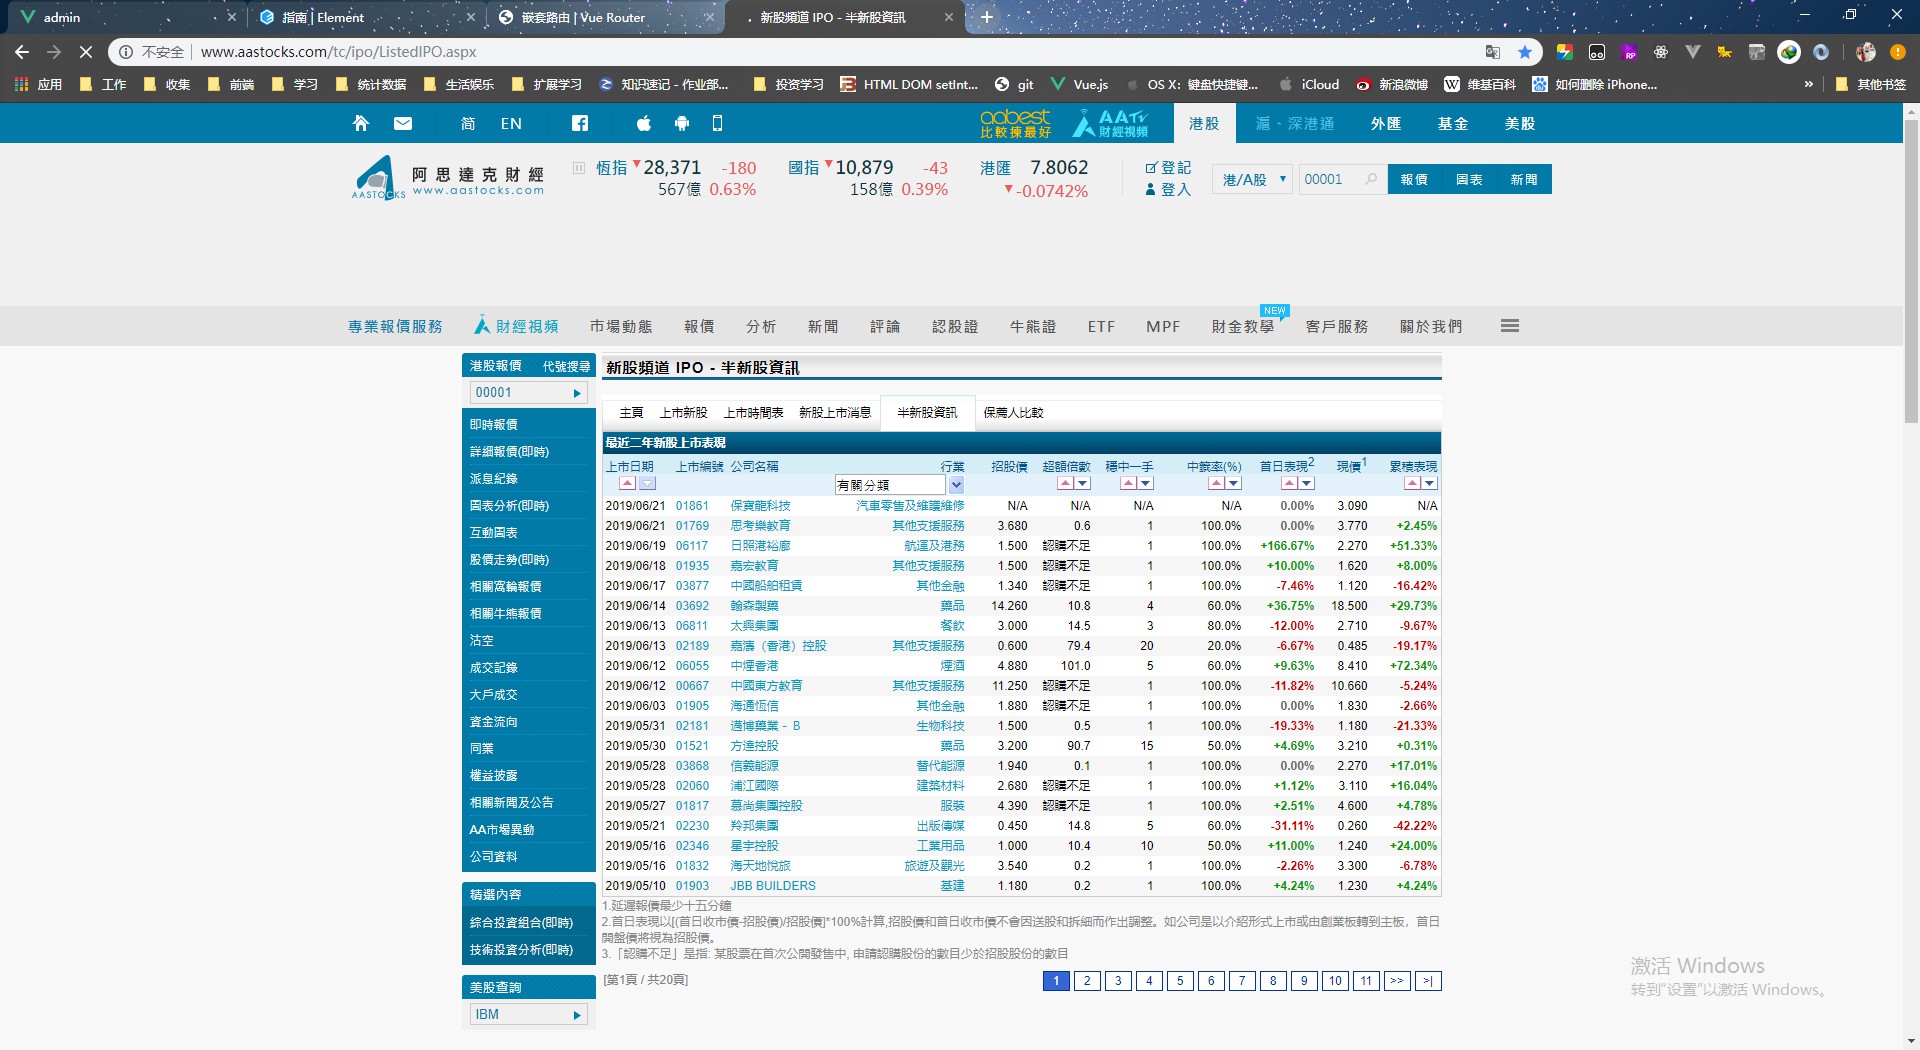 admin
指南 | Element
嵌套路由 | Vue Router
新股頻道 IPO - 半新股資訊
不安全 www.aastocks.com/tc/ipo/ListedIPO.aspx
应用 工作 收集 前端 学习 统计数据 生活娱乐 扩展学习 知识速记 - 作业部... 投资学习 HTML DOM setInt... git Vue.js OS X：键盘快捷键... iCloud 新浪微博 维基百科 如何删除 iPhone... » 其他书签
简 EN
aabest 比較揀最好
AATV 財經視頻
港股 滬、深港通 外匯 基金 美股
AASTOCKS 阿思達克財經
www.aastocks.com
恆指 28,371 -180
567億 0.63%
國指 10,879 -43
158億 0.39%
港匯 7.8062
-0.0742%
登記
登入
港/A股 00001 報價 圖表 新聞
NEW
專業報價服務 財經視頻 市場動態 報價 分析 新聞 評論 認股證 牛熊證 ETF MPF 財金教學 客戶服務 關於我們
港股報價 代號搜尋
00001
即時報價
詳細報價(即時)
派息紀錄
圖表分析(即時)
互動圖表
股價走勢(即時)
相關窩輪報價
相關牛熊報價
沽空
成交記錄
大戶成交
資金流向
同業
權益披露
相關新聞及公告
AA市場異動
公司資料
精選內容
綜合投資組合(即時)
技術投資分析(即時)
美股查詢
IBM
新股頻道 IPO - 半新股資訊
主頁 上市新股 上市時間表 新股上市消息 半新股資訊 保薦人比較
最近二年新股上市表現
上市日期 上市編號 公司名稱 行業 招股價 超額倍數 穩中一手 中籤率(%) 首日表現2 現價1 累積表現
有關分類
2019/06/21 01861 保寶龍科技 汽車零售及維護維修 N/A N/A N/A N/A 0.00% 3.090 N/A
2019/06/21 01769 思考樂教育 其他支援服務 3.680 0.6 1 100.0% 0.00% 3.770 +2.45%
2019/06/19 06117 日照港裕廊 航運及港務 1.500 認購不足 1 100.0% +166.67% 2.270 +51.33%
2019/06/18 01935 嘉宏教育 其他支援服務 1.500 認購不足 1 100.0% +10.00% 1.620 +8.00%
2019/06/17 03877 中國船舶租賃 其他金融 1.340 認購不足 1 100.0% -7.46% 1.120 -16.42%
2019/06/14 03692 翰森製藥 藥品 14.260 10.8 4 60.0% +36.75% 18.500 +29.73%
2019/06/13 06811 太興集團 餐飲 3.000 14.5 3 80.0% -12.00% 2.710 -9.67%
2019/06/13 02189 嘉濤（香港）控股 其他支援服務 0.600 79.4 20 20.0% -6.67% 0.485 -19.17%
2019/06/12 06055 中煙香港 煙酒 4.880 101.0 5 60.0% +9.63% 8.410 +72.34%
2019/06/12 00667 中國東方教育 其他支援服務 11.250 認購不足 1 100.0% -11.82% 10.660 -5.24%
2019/06/03 01905 海通恆信 其他金融 1.880 認購不足 1 100.0% 0.00% 1.830 -2.66%
2019/05/31 02181 邁博藥業－Ｂ 生物科技 1.500 0.5 1 100.0% -19.33% 1.180 -21.33%
2019/05/30 01521 方達控股 藥品 3.200 90.7 15 50.0% +4.69% 3.210 +0.31%
2019/05/28 03868 信義能源 替代能源 1.940 0.1 1 100.0% 0.00% 2.270 +17.01%
2019/05/28 02060 浦江國際 建築材料 2.680 認購不足 1 100.0% +1.12% 3.110 +16.04%
2019/05/27 01817 慕尚集團控股 服裝 4.390 認購不足 1 100.0% +2.51% 4.600 +4.78%
2019/05/21 02230 羚邦集團 出版傳媒 0.450 14.8 5 60.0% -31.11% 0.260 -42.22%
2019/05/16 02346 星宇控股 工業用品 1.000 10.4 10 50.0% +11.00% 1.240 +24.00%
2019/05/16 01832 海天地悅旅 旅遊及觀光 3.540 0.2 1 100.0% -2.26% 3.300 -6.78%
2019/05/10 01903 JBB BUILDERS 基建 1.180 0.2 1 100.0% +4.24% 1.230 +4.24%
1.延遲報價最少十五分鐘
2.首日表現以[(首日收市價-招股價)/招股價]*100%計算,招股價和首日收市價不會因送股和拆細而作出調整。如公司是以介紹形式上市或由創業板轉到主板，首日
開盤價將視為招股價。
3.「認購不足」是指: 某股票在首次公開發售中, 申請認購股份的數目少於招股股份的數目
[第1頁 / 共20頁] 1 2 3 4 5 6 7 8 9 10 11 >> >|
激活 Windows
转到"设置"以激活 Windows。